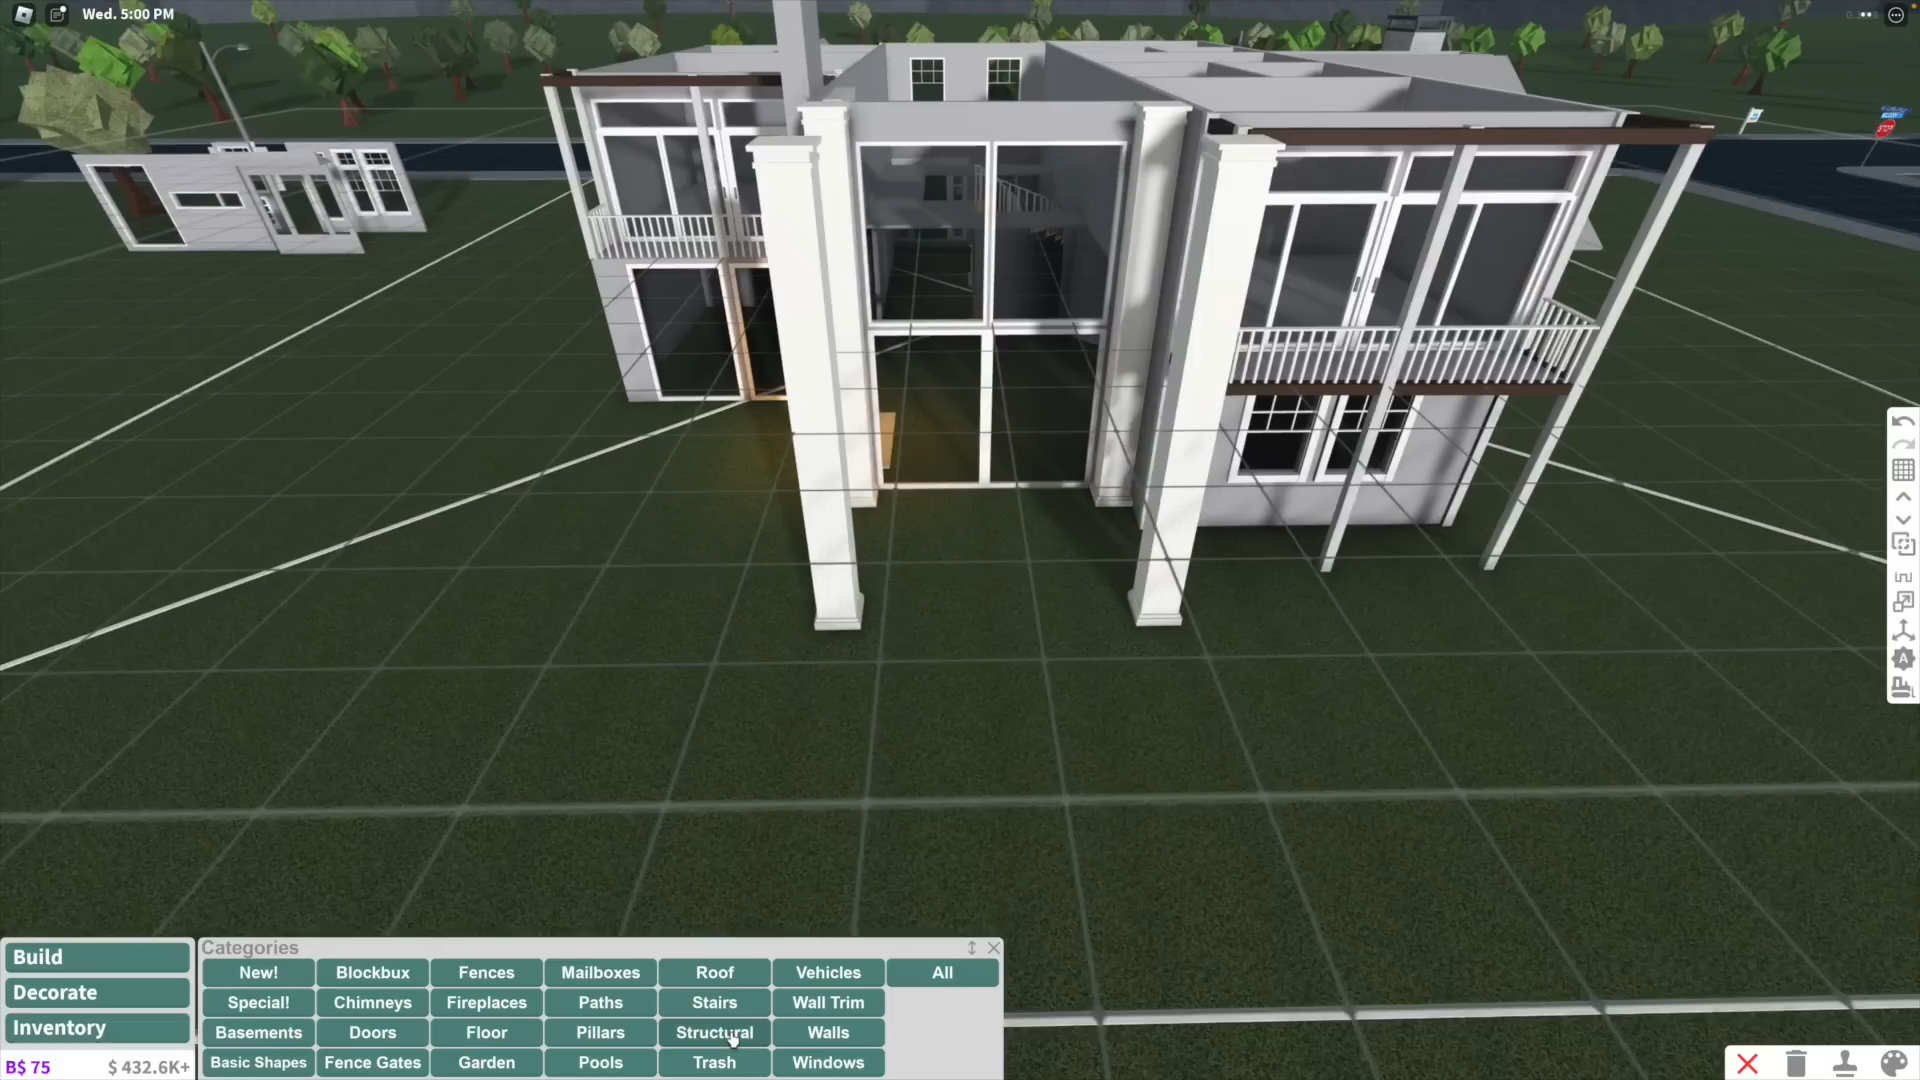 Wed. 5:00 PM
STOP
Build
Decorate
Inventory
B$ 75
$ 432.6K+
Categories
New! Blockbux Fences Mailboxes Roof Vehicles All
Special! Chimneys Fireplaces Paths Stairs Wall Trim
Basements Doors Floor Pillars Structural Walls
Basic Shapes Fence Gates Garden Pools Trash Windows
A